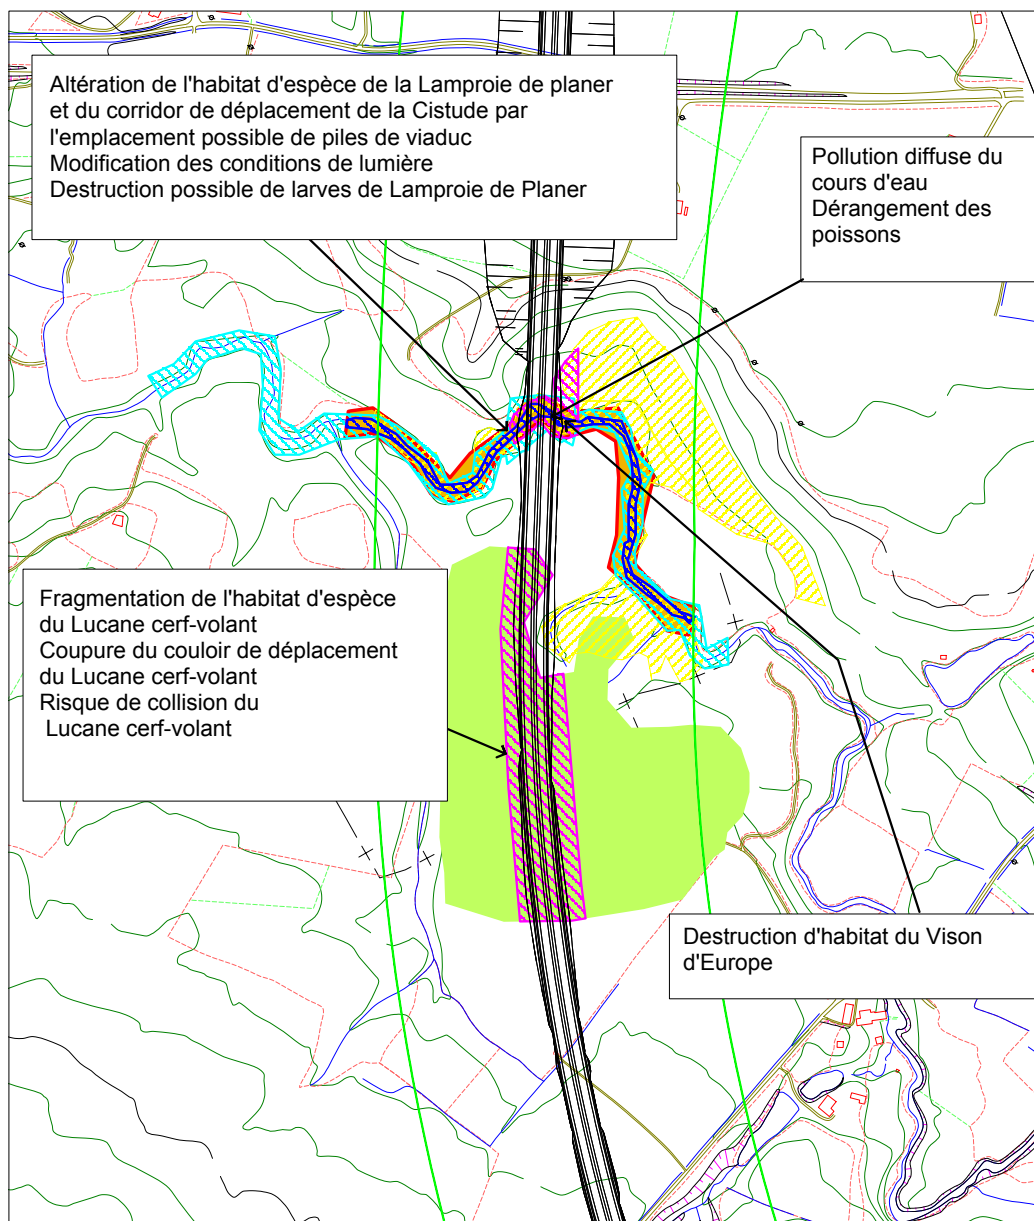 Altération de l'habitat d'espèce de la Lamproie de planer
et du corridor de déplacement de la Cistude par
l'emplacement possible de piles de viaduc
Modification des conditions de lumière
Destruction possible de larves de Lamproie de Planer
Pollution diffuse du
cours d'eau
Dérangement des
poissons
Fragmentation de l'habitat d'espèce
du Lucane cerf-volant
Coupure du couloir de déplacement
du Lucane cerf-volant
Risque de collision du
Lucane cerf-volant
Destruction d'habitat du Vison
d'Europe